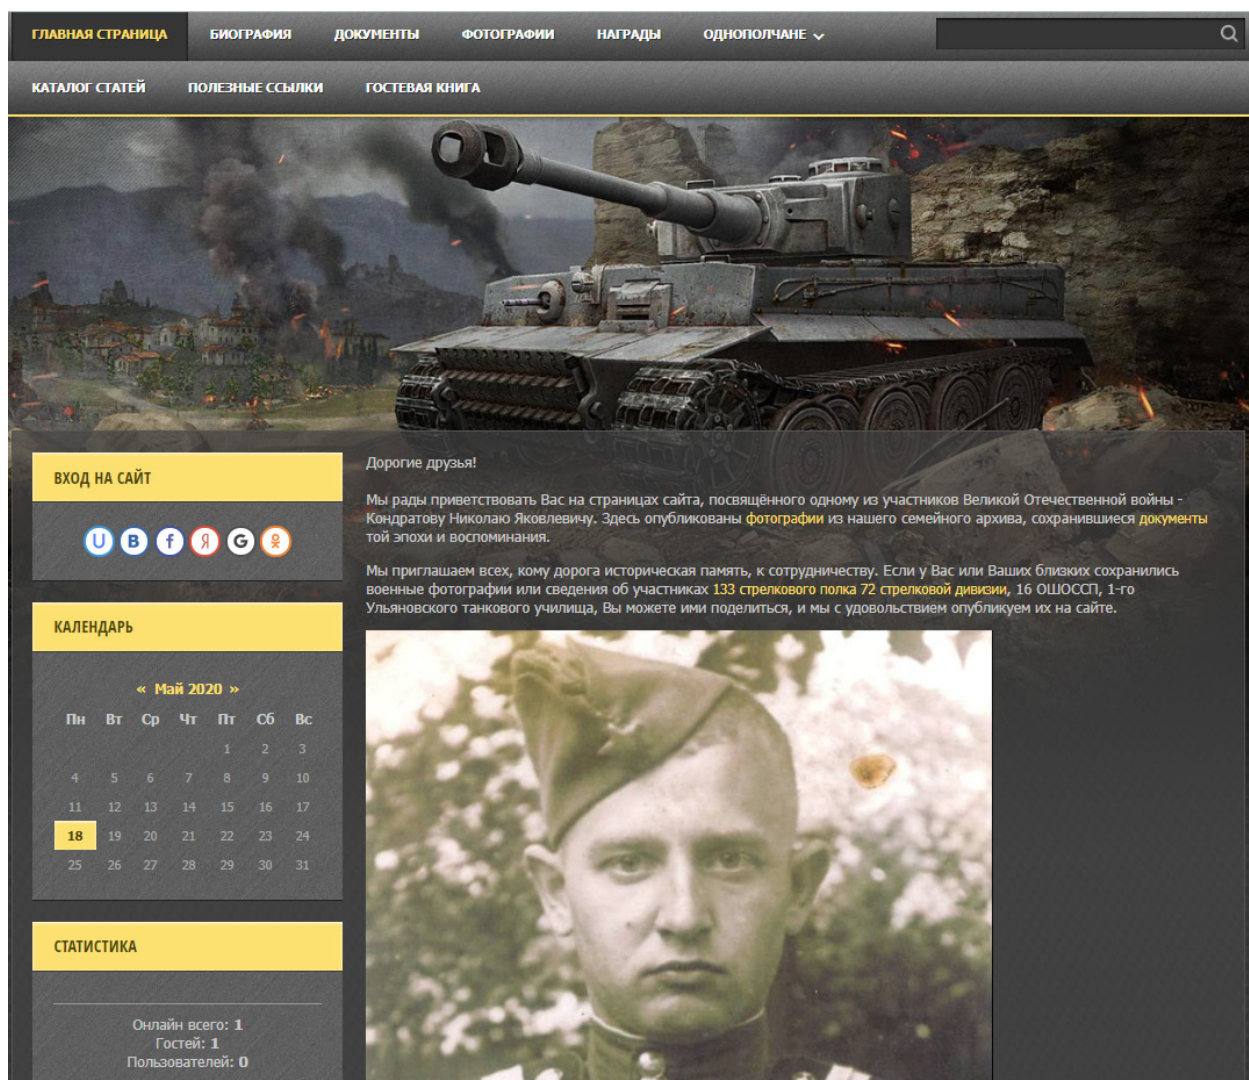 ГЛАВНАЯ СТРАНИЦА БИОГРАФИЯ ДОКУМЕНТЫ ФОТОГРАФИИ НАГРАДЫ ОДНОПОЛЧАНЕ
КАТАЛОГ СТАТЕЙ ПОЛЕЗНЫЕ ССЫЛКИ ГОСТЕВАЯ КНИГА
ВХОД НА САЙТ
U B f Я G
КАЛЕНДАРЬ
« Май 2020 »
Пн Вт Ср Чт Пт Сб Вс
1 2 3
4 5 6 7 8 9 10
11 12 13 14 15 16 17
18 19 20 21 22 23 24
25 26 27 28 29 30 31
СТАТИСТИКА
Онлайн всего: 1
Гостей: 1
Пользователей: 0
Дорогие друзья!
Мы рады приветствовать Вас на страницах сайта, посвящённого одному из участников Великой Отечественной войны -
Кондратову Николаю Яковлевичу. Здесь опубликованы фотографии из нашего семейного архива, сохранившиеся документы
той эпохи и воспоминания.
Мы приглашаем всех, кому дорога историческая память, к сотрудничеству. Если у Вас или Ваших близких сохранились
военные фотографии или сведения об участниках 133 стрелкового полка 72 стрелковой дивизии, 16 ОШОССП, 1-го
Ульяновского танкового училища, Вы можете ими поделиться, и мы с удовольствием опубликуем их на сайте.